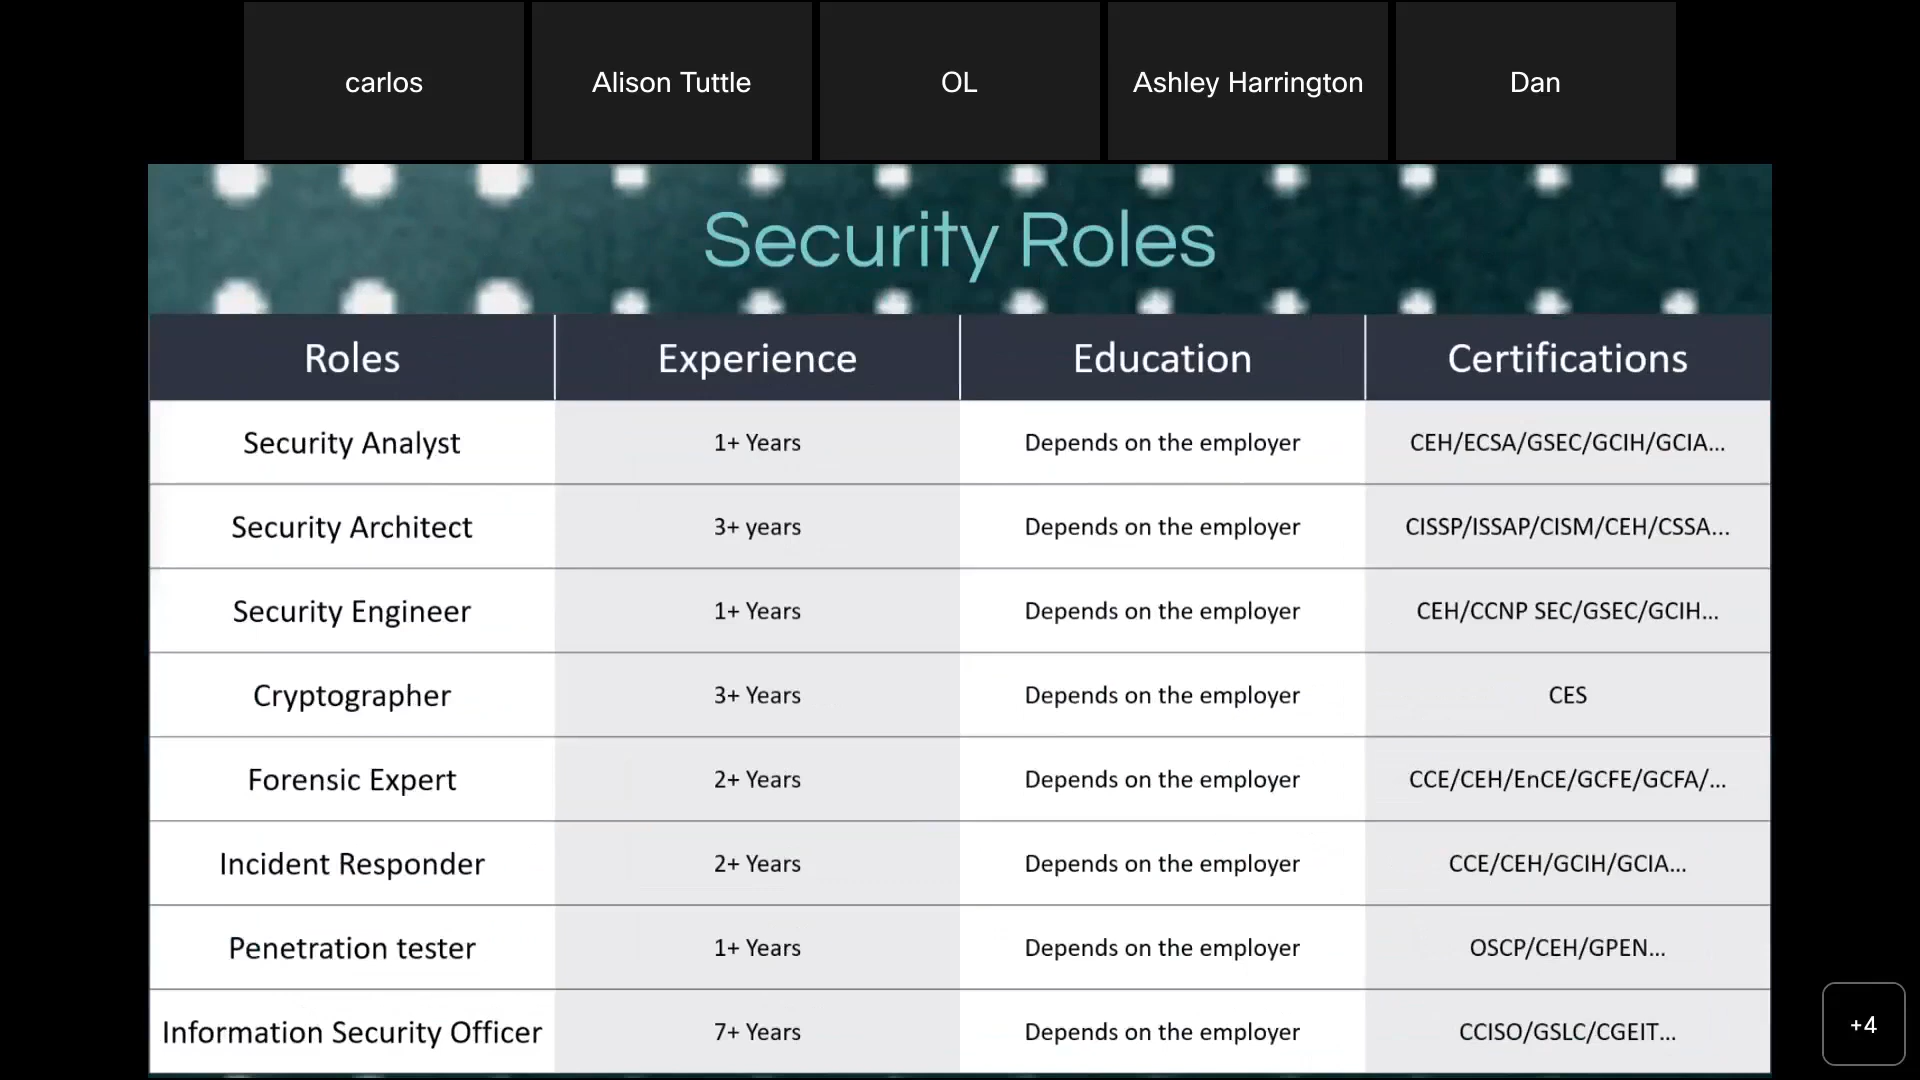 carlos
Alison Tuttle
OL
Ashley Harrington
Dan
Security Roles
Roles Experience Education Certifications
Security Analyst 1+ Years Depends on the employer CEH/ECSA/GSEC/GCIH/GCIA...
Security Architect 3+ years Depends on the employer CISSP/ISSAP/CISM/CEH/CSSA...
Security Engineer 1+ Years Depends on the employer CEH/CCNP SEC/GSEC/GCIH...
Cryptographer 3+ Years Depends on the employer CES
Forensic Expert 2+ Years Depends on the employer CCE/CEH/EnCE/GCFE/GCFA/...
Incident Responder 2+ Years Depends on the employer CCE/CEH/GCIH/GCIA...
Penetration tester 1+ Years Depends on the employer OSCP/CEH/GPEN...
Information Security Officer 7+ Years Depends on the employer CCISO/GSLC/CGEIT...
+4